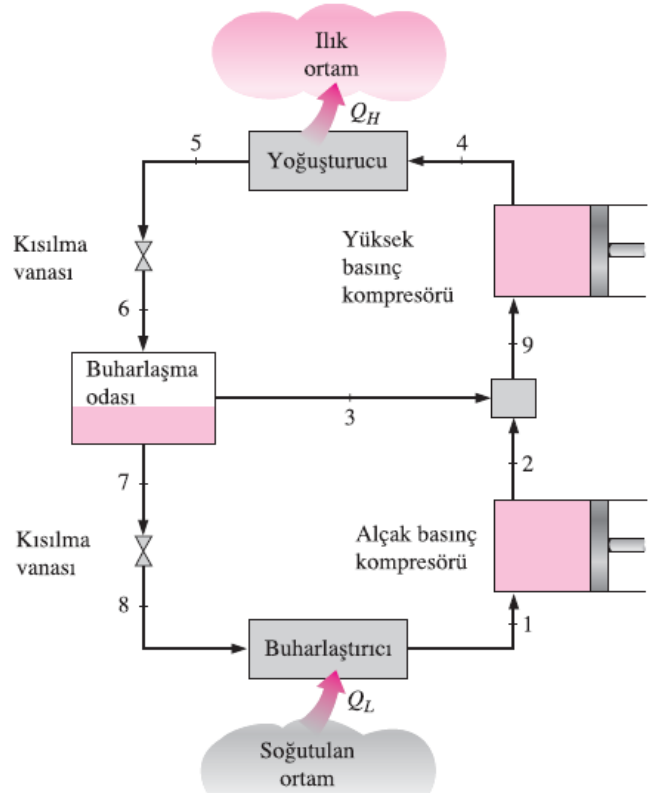 Ilık
ortam
Q_H
5
4
Yoğuşturucu
Kısılma
vanası
Yüksek
basınç
kompresörü
6
9
Buharlaşma
odası
3
7
2
Kısılma
vanası
Alçak basınç
kompresörü
8
1
Buharlaştırıcı
Q_L
Soğutulan
ortam